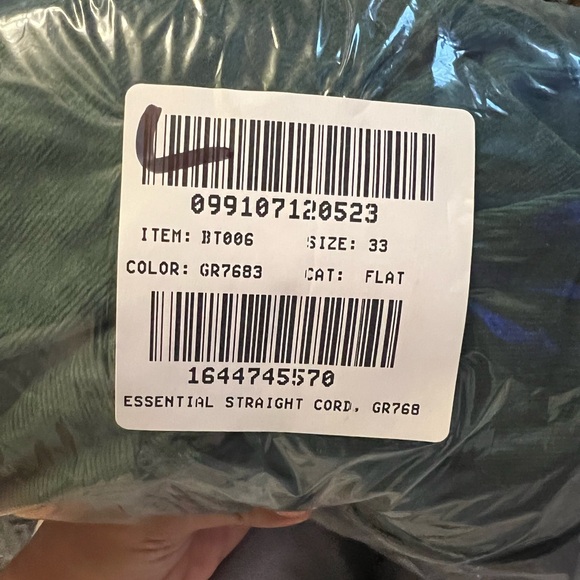 099107120523
ITEM: BT006 SIZE: 33
COLOR: GR7683 CAT: FLAT
1644745570
ESSENTIAL STRAIGHT CORD, GR768